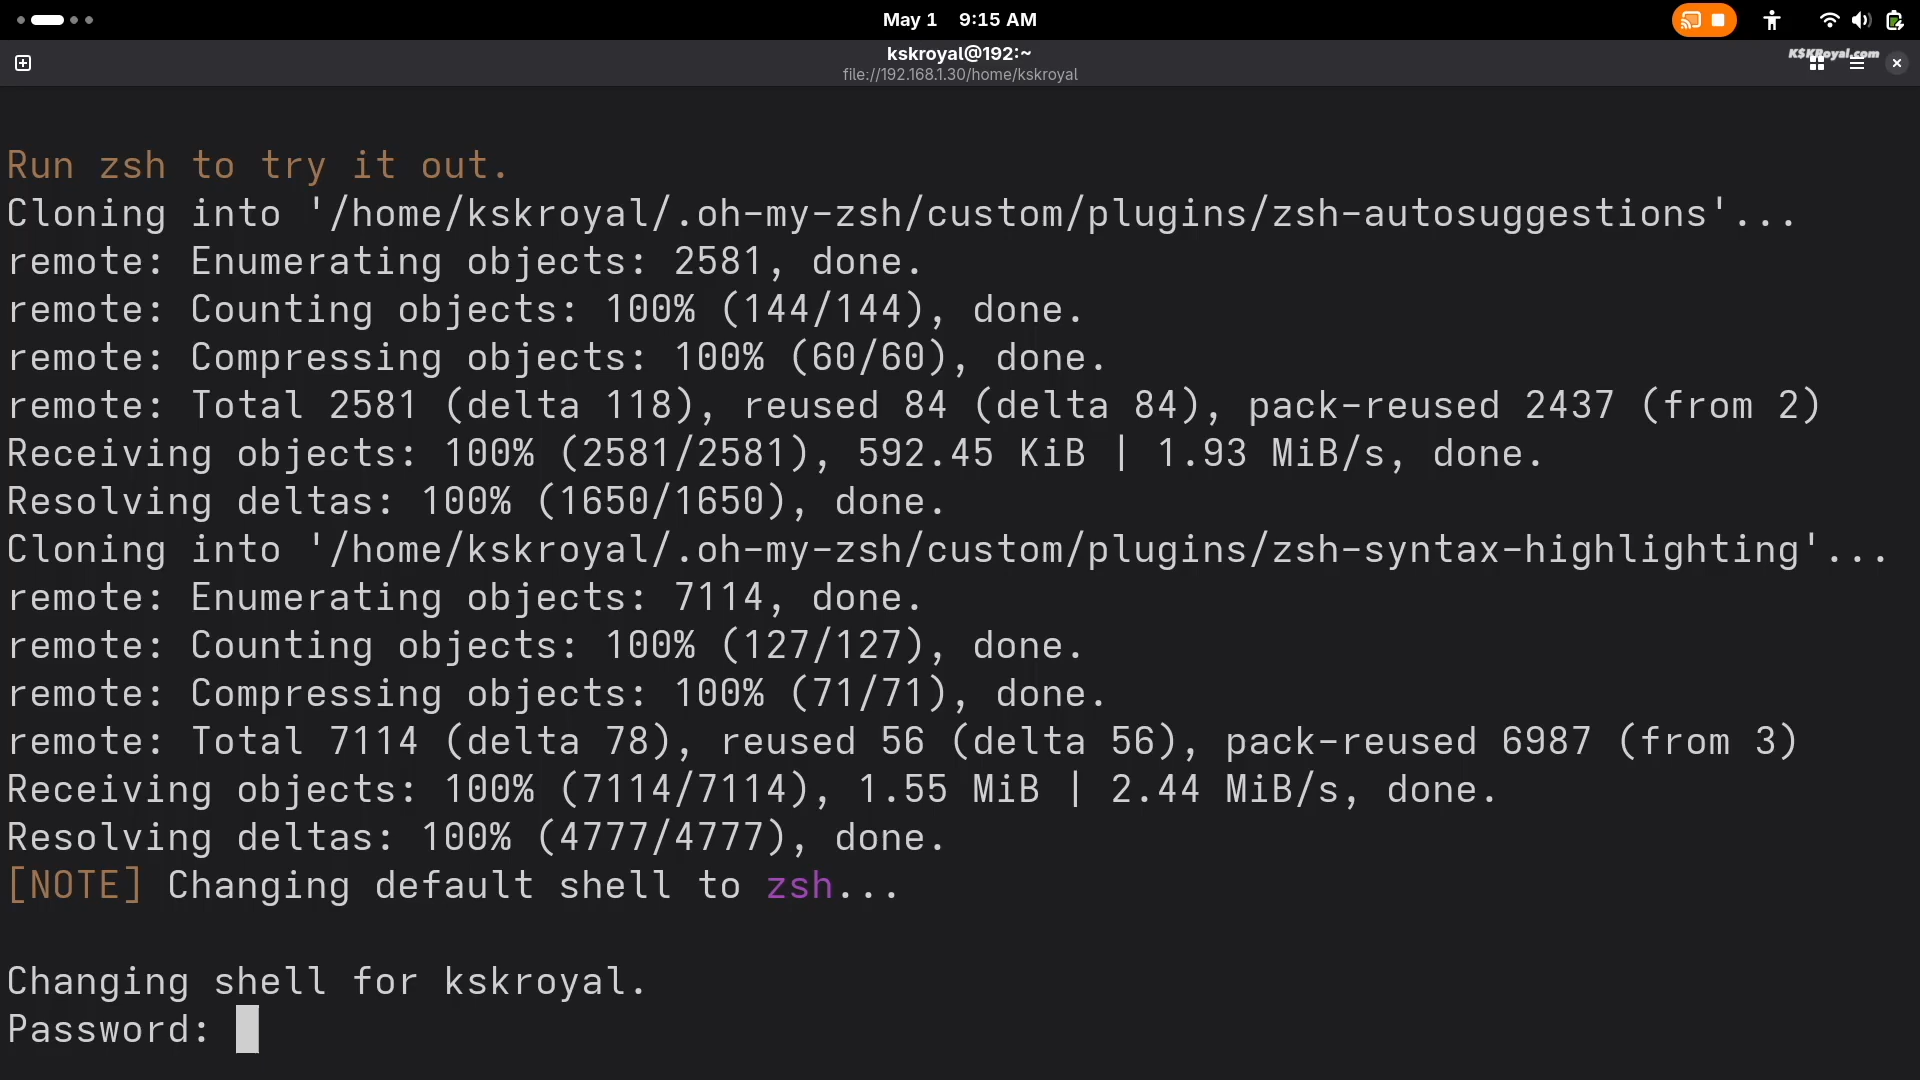 May 1 9:15 AM
kskroyal@192:~
file://192.168.1.30/home/kskroyal
K$KRoyal.com
Run zsh to try it out.
Cloning into '/home/kskroyal/.oh-my-zsh/custom/plugins/zsh-autosuggestions'...
remote: Enumerating objects: 2581, done.
remote: Counting objects: 100% (144/144), done.
remote: Compressing objects: 100% (60/60), done.
remote: Total 2581 (delta 118), reused 84 (delta 84), pack-reused 2437 (from 2)
Receiving objects: 100% (2581/2581), 592.45 KiB | 1.93 MiB/s, done.
Resolving deltas: 100% (1650/1650), done.
Cloning into '/home/kskroyal/.oh-my-zsh/custom/plugins/zsh-syntax-highlighting'...
remote: Enumerating objects: 7114, done.
remote: Counting objects: 100% (127/127), done.
remote: Compressing objects: 100% (71/71), done.
remote: Total 7114 (delta 78), reused 56 (delta 56), pack-reused 6987 (from 3)
Receiving objects: 100% (7114/7114), 1.55 MiB | 2.44 MiB/s, done.
Resolving deltas: 100% (4777/4777), done.
[NOTE] Changing default shell to zsh...
Changing shell for kskroyal.
Password: